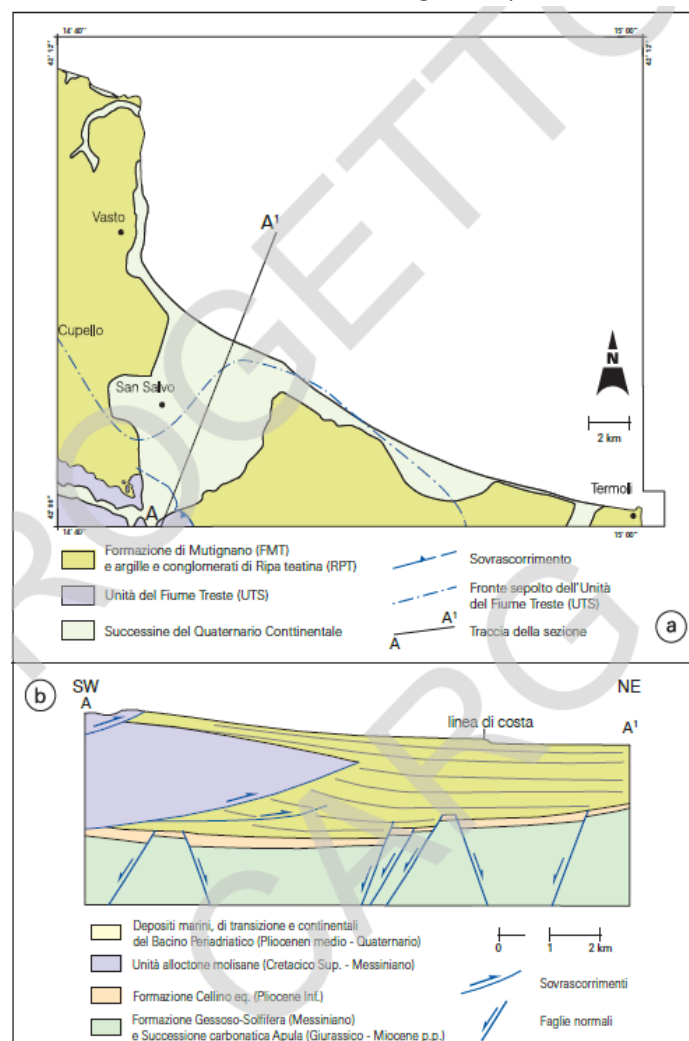 14° 40'
15° 00'
42° 12'
42° 12'
Vasto
A¹
Cupello
San Salvo
N
2 km
Termoli
A
14° 40'
15° 00'
Formazione di Mutignano (FMT)
e argille e conglomerati di Ripa teatina (RPT)
Unità del Fiume Treste (UTS)
Successine del Quaternario Conttinentale
Sovrascorrimento
Fronte sepolto dell'Unità
del Fiume Treste (UTS)
A¹
A
Traccia della sezione
a
b
SW
A
NE
linea di costa
A¹
Depositi marini, di transizione e continentali
del Bacino Periadriatico (Pliocenen medio - Quaternario)
Unità alloctone molisane (Cretacico Sup. - Messiniano)
Formazione Cellino eq. (Pliocene Inf.)
Formazione Gessoso-Solfifera (Messiniano)
e Successione carbonatica Apula (Giurassico - Miocene p.p.)
0 1 2 km
Sovrascorrimenti
Faglie normali
PROGETTO
CARG